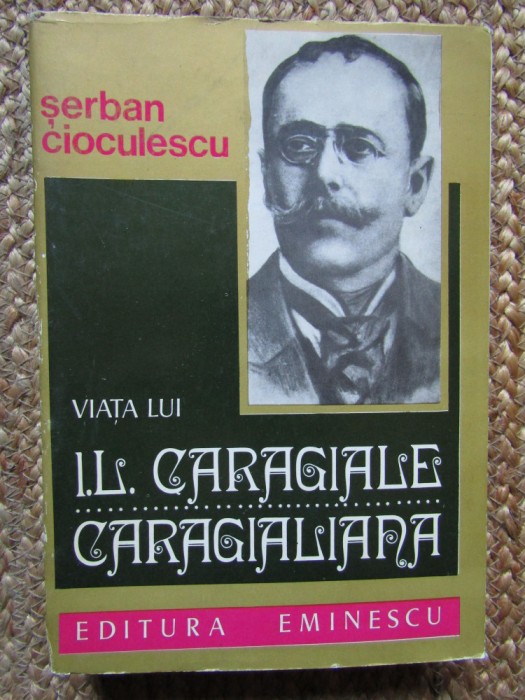 șerban
cioculescu
VIAȚA LUI
I.L. CARAGIALE
CARAGIALIANA
EDITURA EMINESCU